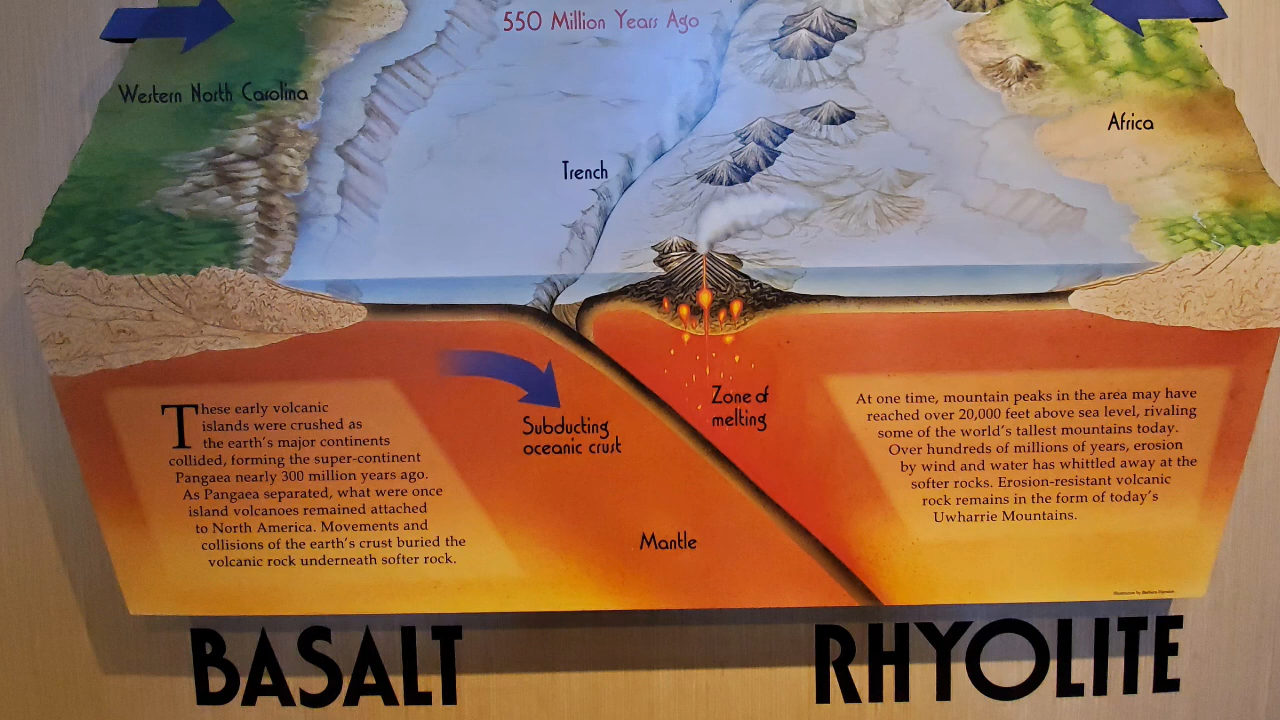 550 Million Years Ago
Western North Carolina
Africa
Trench
Zone of
melting
Subducting
oceanic crust
Mantle
These early volcanic
islands were crushed as
the earth's major continents
collided, forming the super-continent
Pangaea nearly 300 million years ago.
As Pangaea separated, what were once
island volcanoes remained attached
to North America. Movements and
collisions of the earth's crust buried the
volcanic rock underneath softer rock.
At one time, mountain peaks in the area may have
reached over 20,000 feet above sea level, rivaling
some of the world's tallest mountains today.
Over hundreds of millions of years, erosion
by wind and water has whittled away at the
softer rocks. Erosion-resistant volcanic
rock remains in the form of today's
Uwharrie Mountains.
BASALT
RHYOLITE